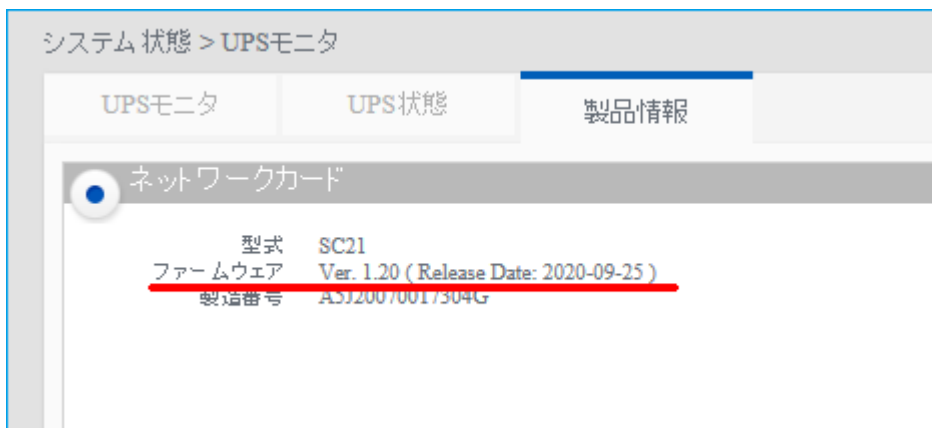 システム状態 > UPSモニタ
UPSモニタ UPS状態 製品情報
ネットワークカード
型式 SC21
ファームウェア Ver. 1.20 ( Release Date: 2020-09-25 )
製造番号 A5J20070017304G